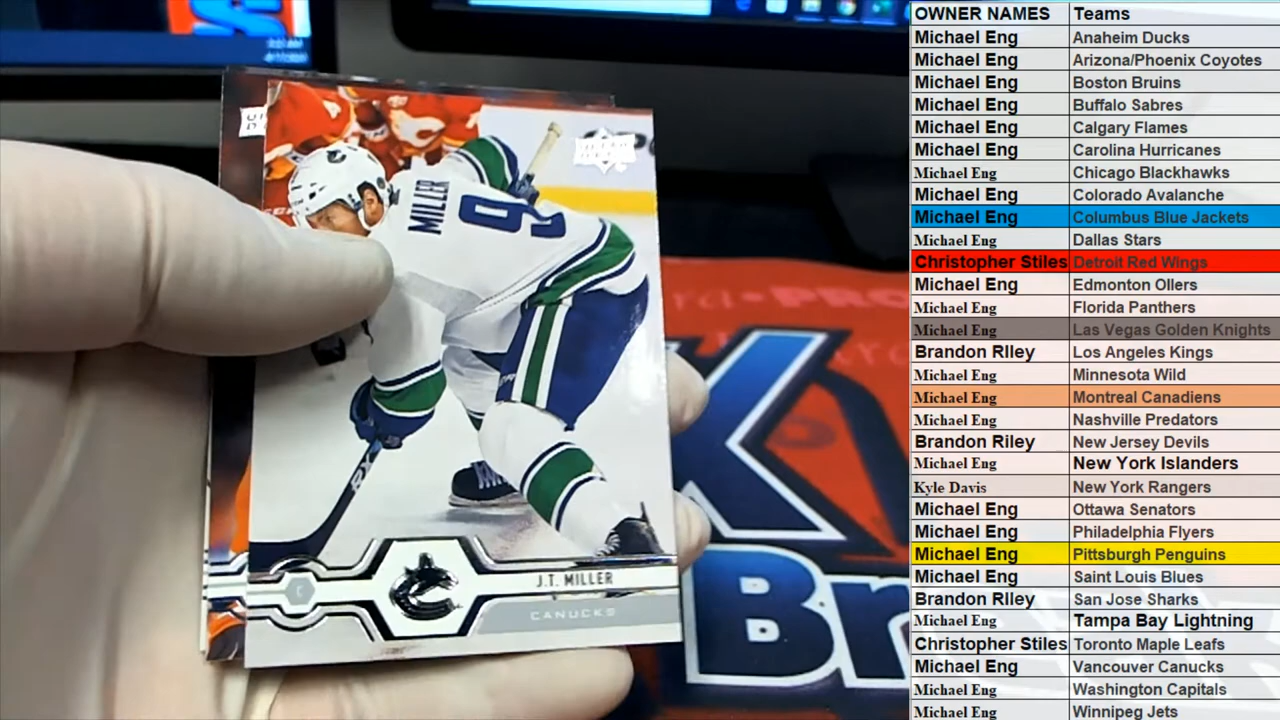 OWNER NAMES Teams
Michael Eng Anaheim Ducks
Michael Eng Arizona/Phoenix Coyotes
Michael Eng Boston Bruins
Michael Eng Buffalo Sabres
Michael Eng Calgary Flames
Michael Eng Carolina Hurricanes
Michael Eng Chicago Blackhawks
Michael Eng Colorado Avalanche
Michael Eng Columbus Blue Jackets
Michael Eng Dallas Stars
Christopher Stiles Detroit Red Wings
Michael Eng Edmonton Ollers
Michael Eng Florida Panthers
Michael Eng Las Vegas Golden Knights
Brandon RIley Los Angeles Kings
Michael Eng Minnesota Wild
Michael Eng Montreal Canadiens
Michael Eng Nashville Predators
Brandon Riley New Jersey Devils
Michael Eng New York Islanders
Kyle Davis New York Rangers
Michael Eng Ottawa Senators
Michael Eng Philadelphia Flyers
Michael Eng Pittsburgh Penguins
Michael Eng Saint Louis Blues
Brandon RIley San Jose Sharks
Michael Eng Tampa Bay Lightning
Christopher Stiles Toronto Maple Leafs
Michael Eng Vancouver Canucks
Michael Eng Washington Capitals
Michael Eng Winnipeg Jets
MILLER
9
C
J.T. MILLER
CANUCKS
K
Br